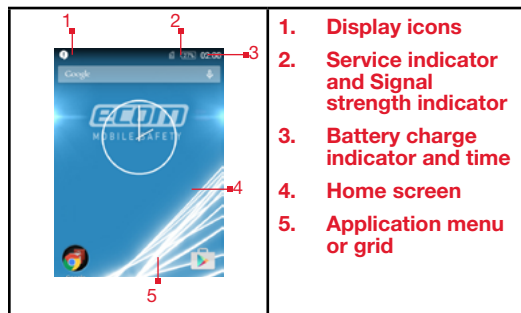 1
2
3
27% 02:00
Google
ecom
MOBILE SAFETY
4
5
1. Display icons
2. Service indicator
and Signal
strength indicator
3. Battery charge
indicator and time
4. Home screen
5. Application menu
or grid